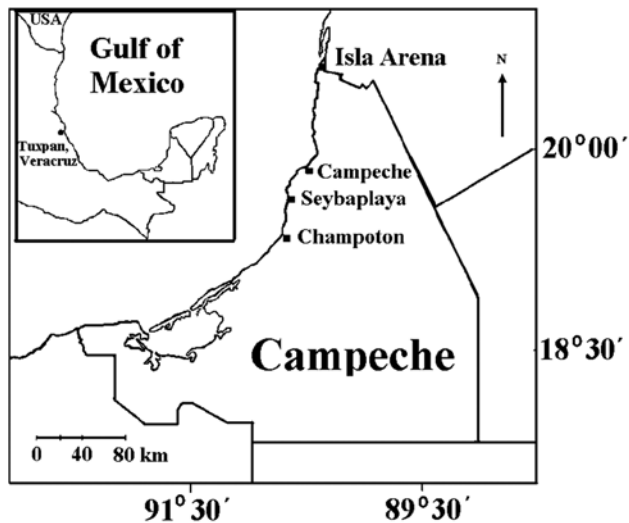 USA
Gulf of
Mexico
Tuxpan,
Veracruz
Isla Arena
N
20°00´
Campeche
Seybaplaya
Champoton
Campeche
18°30´
0 40 80 km
91°30´
89°30´